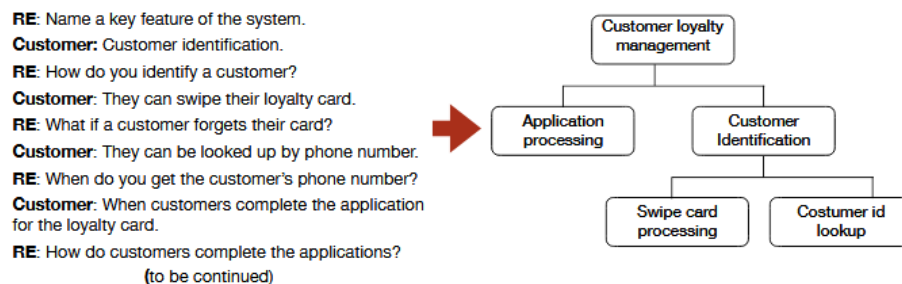 RE: Name a key feature of the system.
Customer: Customer identification.
RE: How do you identify a customer?
Customer: They can swipe their loyalty card.
RE: What if a customer forgets their card?
Customer: They can be looked up by phone number.
RE: When do you get the customer's phone number?
Customer: When customers complete the application
for the loyalty card.
RE: How do customers complete the applications?
(to be continued)
Customer loyalty
management
Application
processing
Customer
Identification
Swipe card
processing
Costumer id
lookup